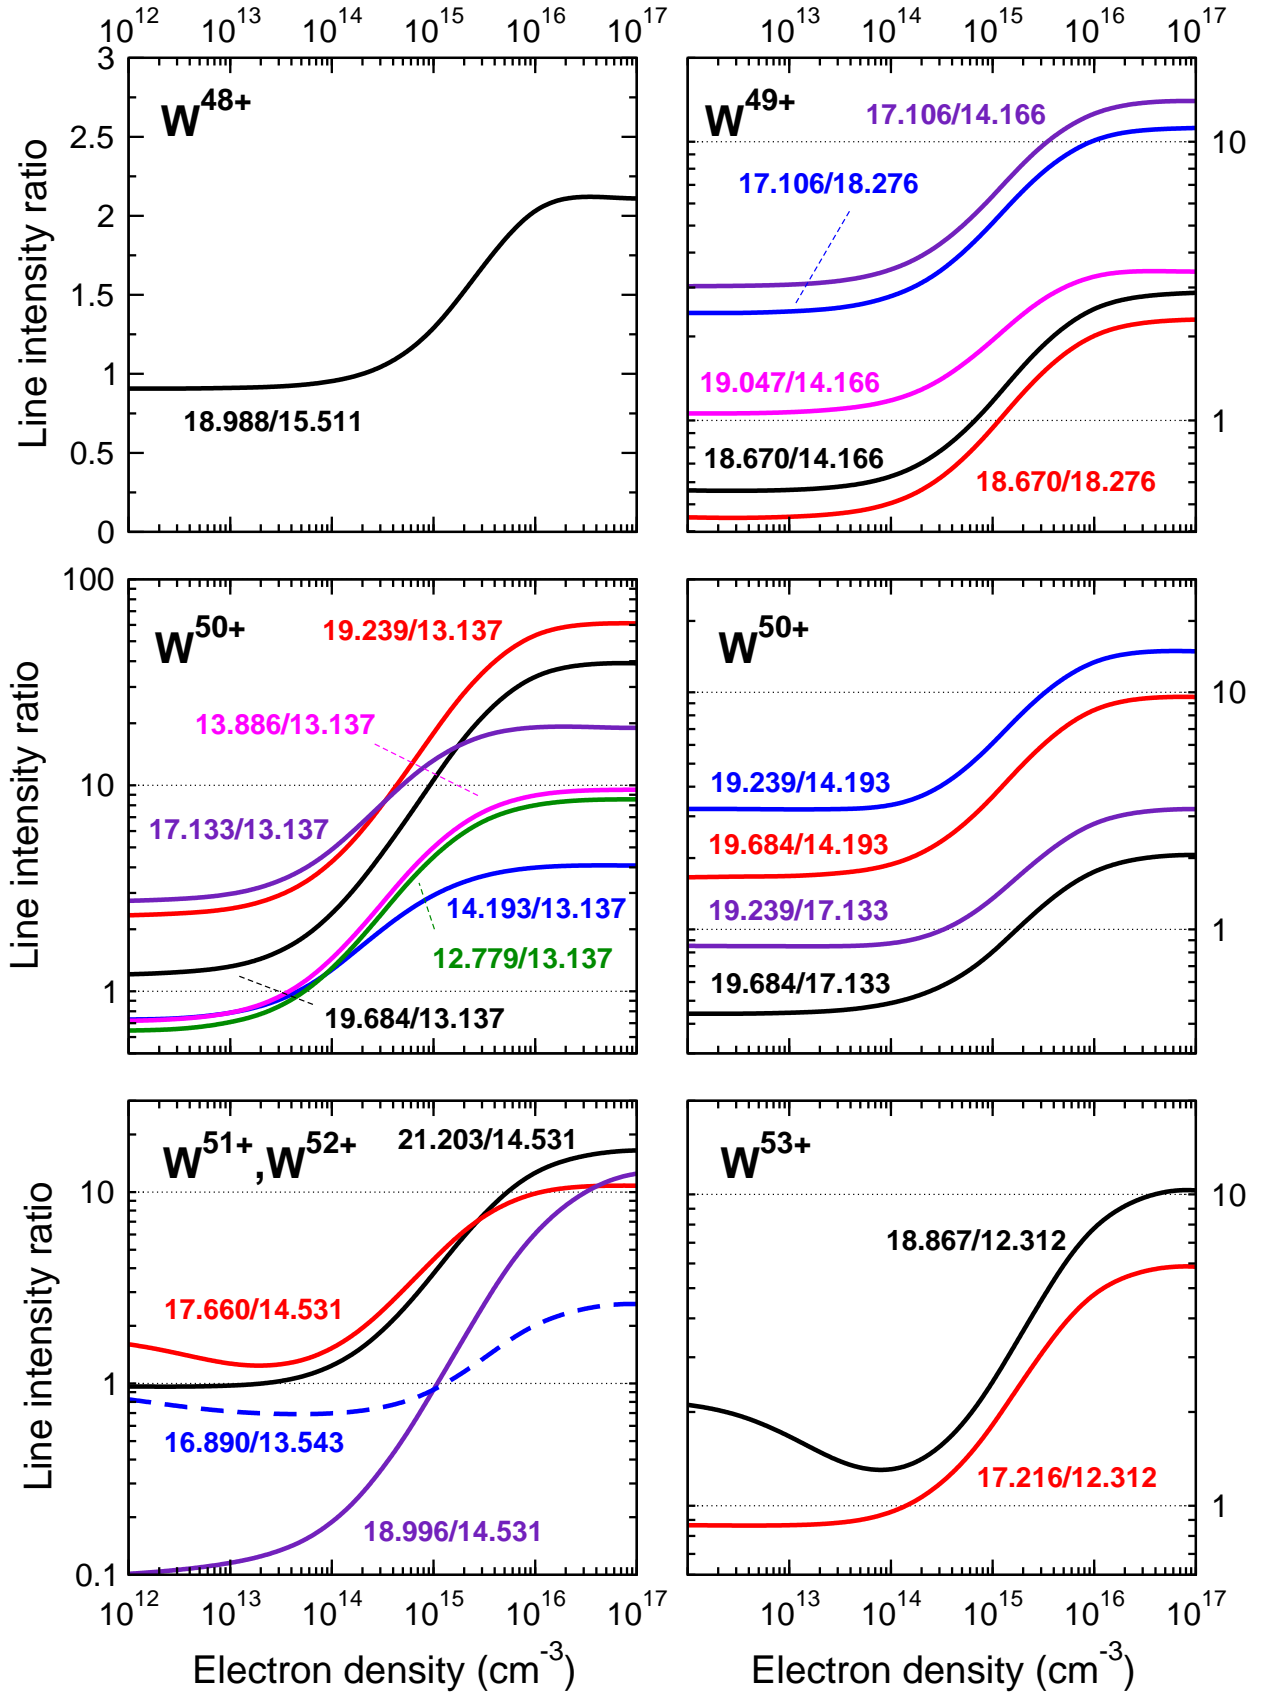 10^12 10^13 10^14 10^15 10^16 10^17
10^13 10^14 10^15 10^16 10^17
3
2.5
2
1.5
1
0.5
0
Line intensity ratio
W^48+
18.988/15.511
W^49+
17.106/14.166
17.106/18.276
19.047/14.166
18.670/14.166
18.670/18.276
10
1
100
10
1
Line intensity ratio
W^50+
19.239/13.137
13.886/13.137
17.133/13.137
14.193/13.137
12.779/13.137
19.684/13.137
W^50+
19.239/14.193
19.684/14.193
19.239/17.133
19.684/17.133
10
1
10
1
0.1
Line intensity ratio
W^51+,W^52+
21.203/14.531
17.660/14.531
16.890/13.543
18.996/14.531
W^53+
18.867/12.312
17.216/12.312
10
1
10^12 10^13 10^14 10^15 10^16 10^17
10^13 10^14 10^15 10^16 10^17
Electron density (cm^-3)
Electron density (cm^-3)